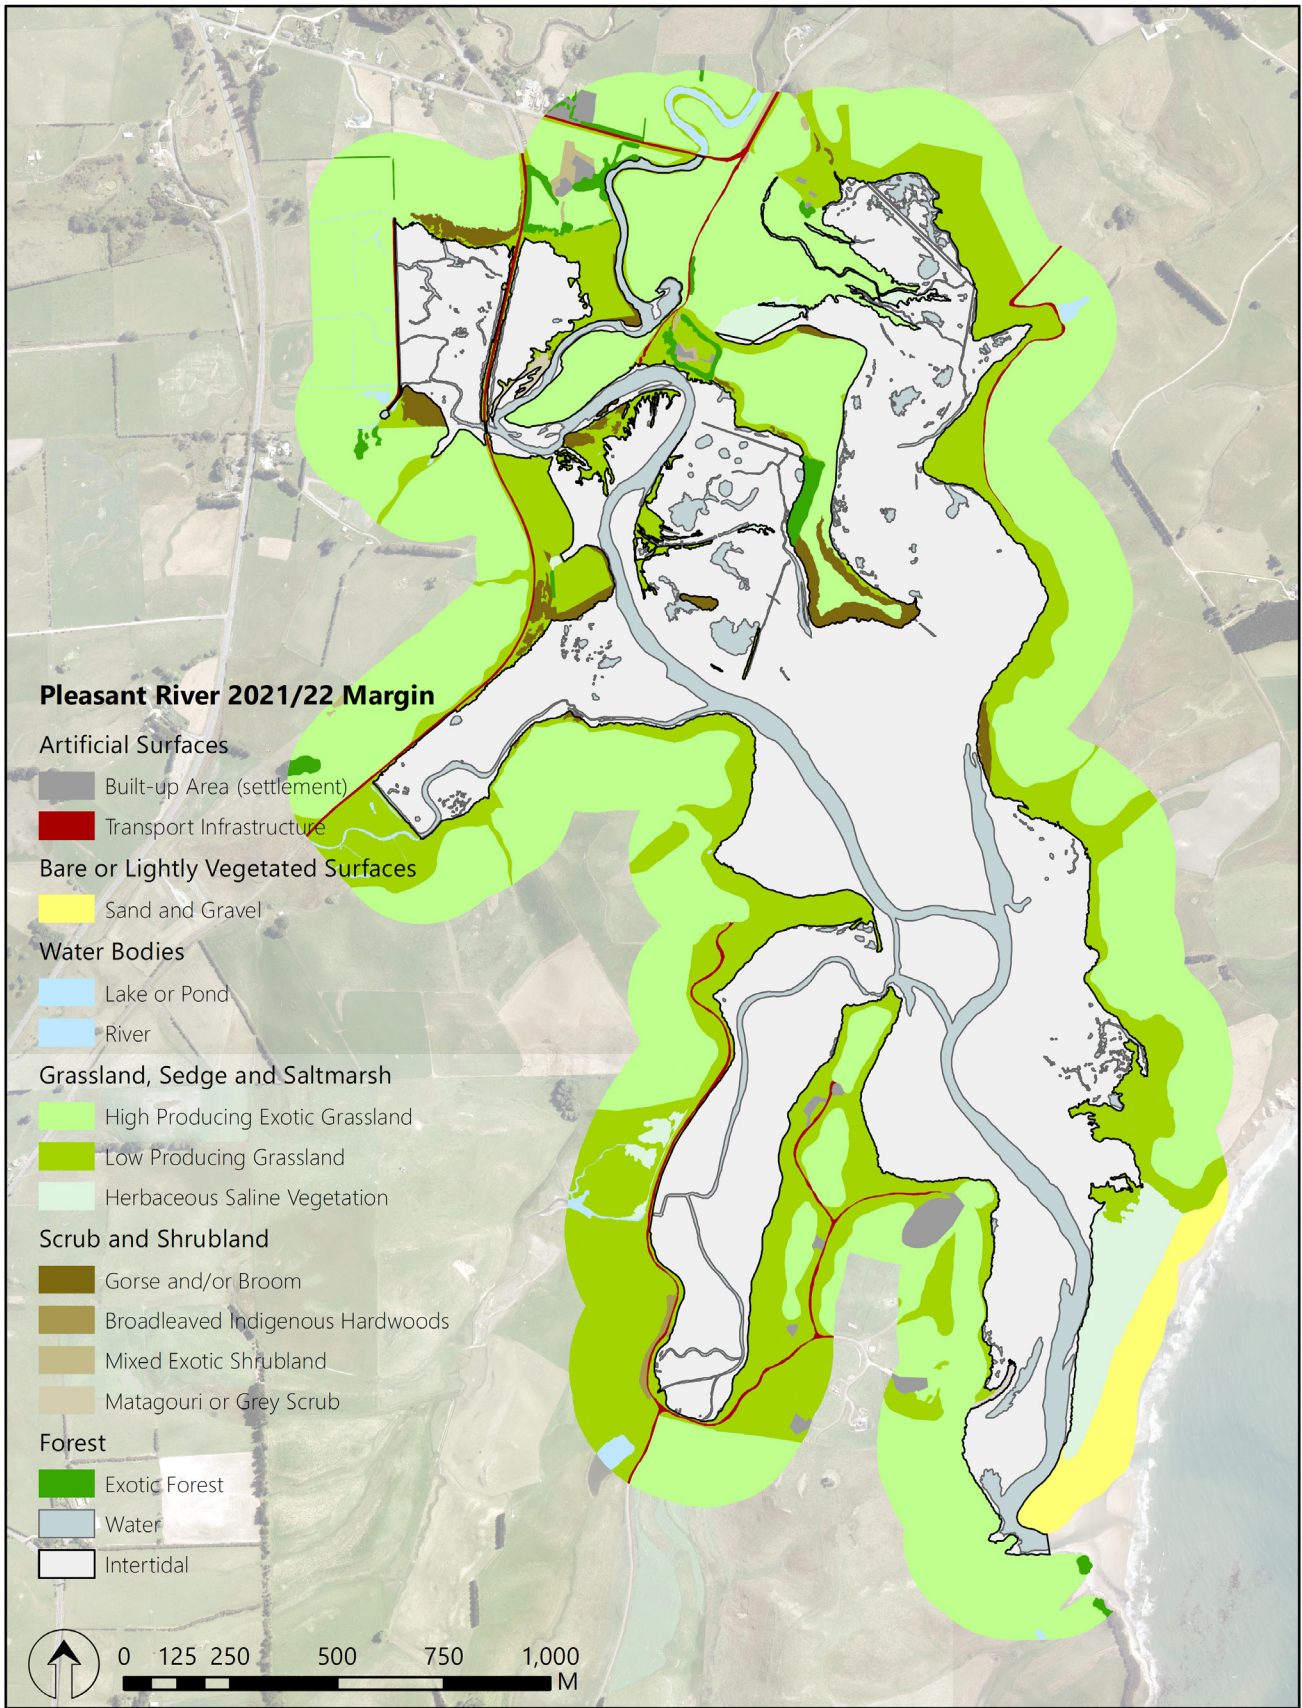 Pleasant River 2021/22 Margin
Artificial Surfaces
Built-up Area (settlement)
Transport Infrastructure
Bare or Lightly Vegetated Surfaces
Sand and Gravel
Water Bodies
Lake or Pond
River
Grassland, Sedge and Saltmarsh
High Producing Exotic Grassland
Low Producing Grassland
Herbaceous Saline Vegetation
Scrub and Shrubland
Gorse and/or Broom
Broadleaved Indigenous Hardwoods
Mixed Exotic Shrubland
Matagouri or Grey Scrub
Forest
Exotic Forest
Water
Intertidal
0 125 250 500 750 1,000
M